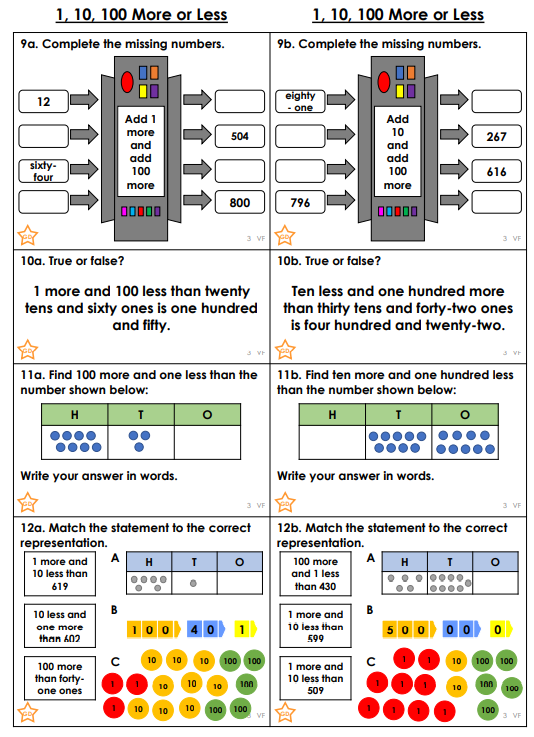 1, 10, 100 More or Less
1, 10, 100 More or Less
9a. Complete the missing numbers.
12
504
sixty-
four
800
Add 1
more
and
add
100
more
GD
3 VF
9b. Complete the missing numbers.
eighty
- one
267
616
796
Add
10
and
add
100
more
GD
3 VF
10a. True or false?
1 more and 100 less than twenty
tens and sixty ones is one hundred
and fifty.
GD
3 VF
10b. True or false?
Ten less and one hundred more
than thirty tens and forty-two ones
is four hundred and twenty-two.
GD
3 VF
11a. Find 100 more and one less than the
number shown below:
H T O
Write your answer in words.
GD
3 VF
11b. Find ten more and one hundred less
than the number shown below:
H T O
Write your answer in words.
GD
3 VF
12a. Match the statement to the correct
representation.
1 more and
10 less than
619
10 less and
one more
than 602
100 more
than forty-
one ones
A
H T O
B
1 0 0 4 0 1
C
10 10 10 100 100
1 1 10 10 10 100
1 10 10 10 100 100
GD
3 VF
12b. Match the statement to the correct
representation.
100 more
and 1 less
than 430
1 more and
10 less than
599
1 more and
10 less than
509
A
H T O
B
5 0 0 0 0 0
C
1 1 10 100 100
1 1 1 10 100 100
1 1 1 1 100
GD
3 VF